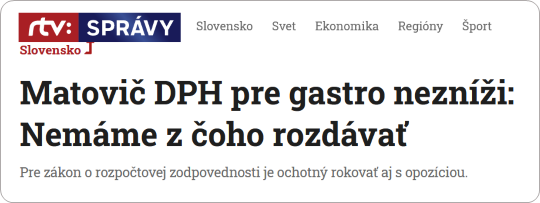 rtv: SPRÁVY Slovensko Svet Ekonomika Regióny Šport
Slovensko
Matovič DPH pre gastro nezníži:
Nemáme z čoho rozdávať
Pre zákon o rozpočtovej zodpovednosti je ochotný rokovať aj s opozíciou.